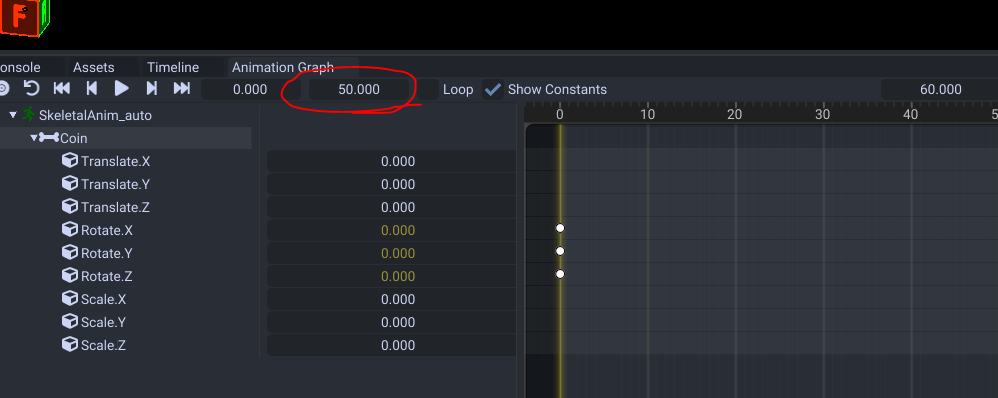 F
onsole Assets Timeline Animation Graph
0.000 50.000 Loop Show Constants 60.000
SkeletalAnim_auto 0 10 20 30 40 5
Coin
Translate.X 0.000
Translate.Y 0.000
Translate.Z 0.000
Rotate.X 0.000
Rotate.Y 0.000
Rotate.Z 0.000
Scale.X 0.000
Scale.Y 0.000
Scale.Z 0.000